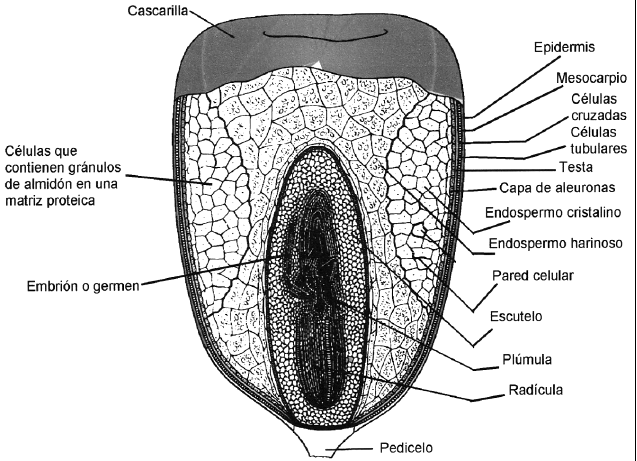 Cascarilla
Células que
contienen gránulos
de almidón en una
matriz proteica
Embrión o germen
Epidermis
Mesocarpio
Células
cruzadas
Células
tubulares
Testa
Capa de aleuronas
Endospermo cristalino
Endospermo harinoso
Pared celular
Escutelo
Plúmula
Radícula
Pedicelo